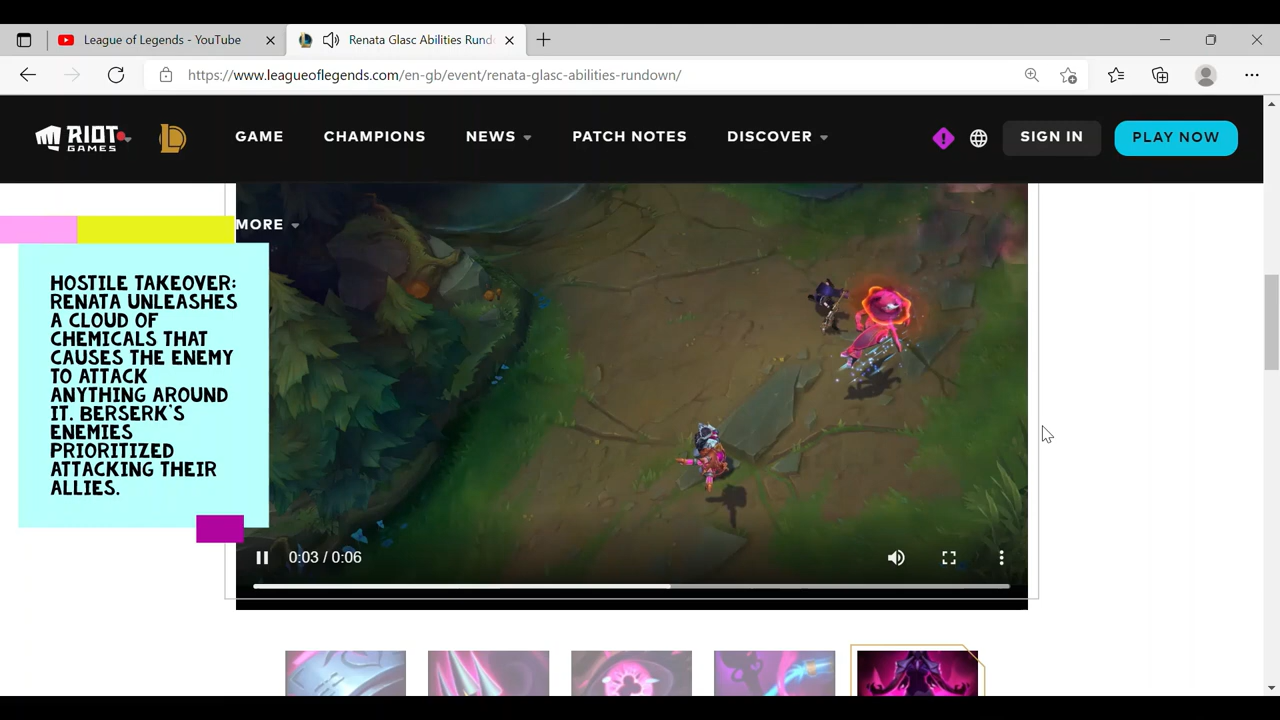 League of Legends - YouTube
Renata Glasc Abilities Rund
https://www.leagueoflegends.com/en-gb/event/renata-glasc-abilities-rundown/
RIOT GAMES
GAME
CHAMPIONS
NEWS
PATCH NOTES
DISCOVER
SIGN IN
PLAY NOW
MORE
HOSTILE TAKEOVER:
RENATA UNLEASHES
A CLOUD OF
CHEMICALS THAT
CAUSES THE ENEMY
TO ATTACK
ANYTHING AROUND
IT. BERSERK'S
ENEMIES
PRIORITIZED
ATTACKING THEIR
ALLIES.
0:03 / 0:06